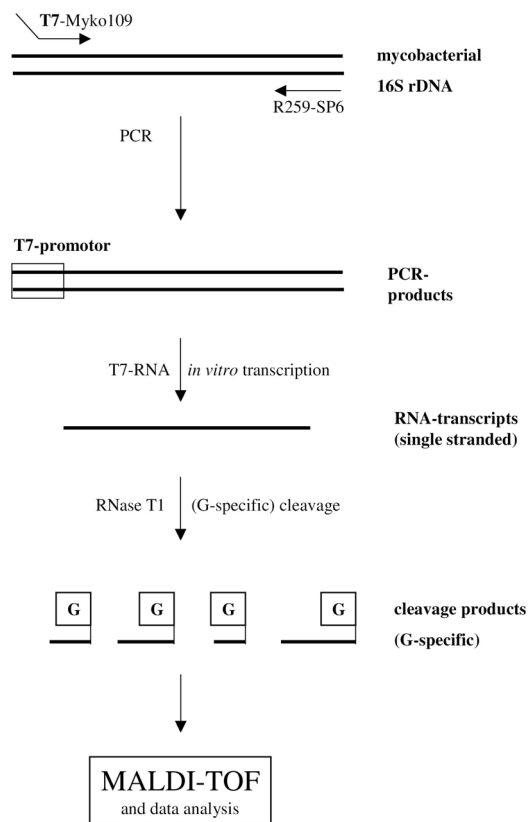 T7-Myko109
mycobacterial
16S rDNA
R259-SP6
PCR
T7-promotor
PCR-
products
T7-RNA in vitro transcription
RNA-transcripts
(single stranded)
RNase T1 (G-specific) cleavage
G G G G
cleavage products
(G-specific)
MALDI-TOF
and data analysis